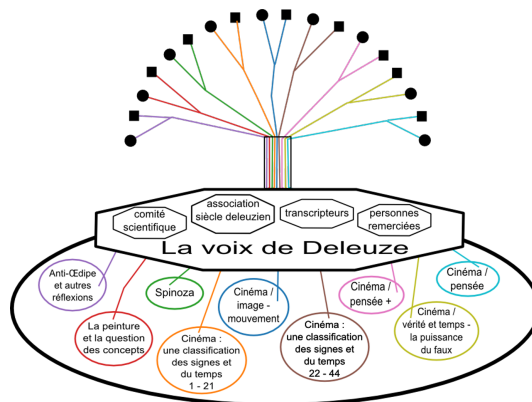 comité
scientifique
association
siècle deleuzien
transcripteurs
personnes
remerciées
La voix de Deleuze
Anti-Œdipe
et autres
réflexions
La peinture
et la question
des concepts
Spinoza
Cinéma :
une classification
des signes et
du temps
1 - 21
Cinéma /
image -
mouvement
Cinéma :
une classification
des signes et
du temps
22 - 44
Cinéma /
pensée +
Cinéma /
vérité et temps -
la puissance
du faux
Cinéma /
pensée